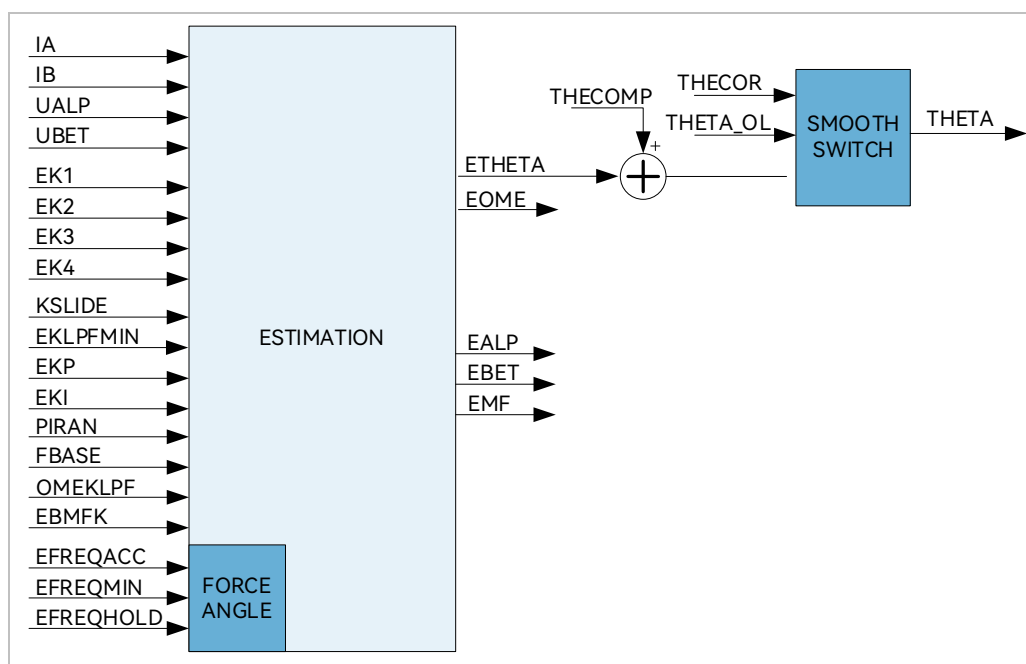 IA
IB
UALP
UBET
EK1
EK2
EK3
EK4
KSLIDE
EKLPFMIN
EKP
EKI
PIRAN
FBASE
OMEKLPF
EBMFK
EFREQACC
EFREQMIN
EFREQHOLD
FORCE
ANGLE
ESTIMATION
ETHETA
EOME
EALP
EBET
EMF
THECOMP
+
THECOR
THETA_OL
SMOOTH
SWITCH
THETA